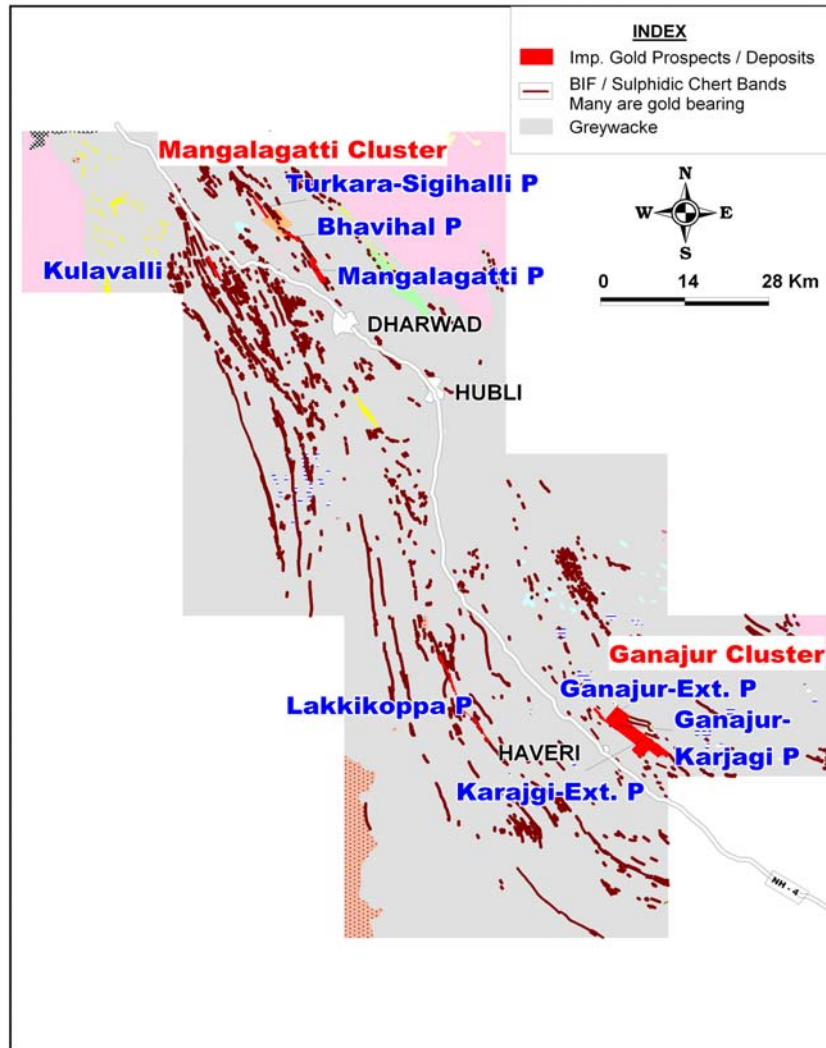 INDEX
Imp. Gold Prospects / Deposits
BIF / Sulphidic Chert Bands
Many are gold bearing
Greywacke
N
W E
S
0 14 28 Km
Mangalagatti Cluster
Turkara-Sigihalli P
Bhavihal P
Kulavalli
Mangalagatti P
DHARWAD
HUBLI
Ganajur Cluster
Ganajur-Ext. P
Ganajur-
Karjagi P
Lakkikoppa P
HAVERI
Karajgi-Ext. P
NH - 4